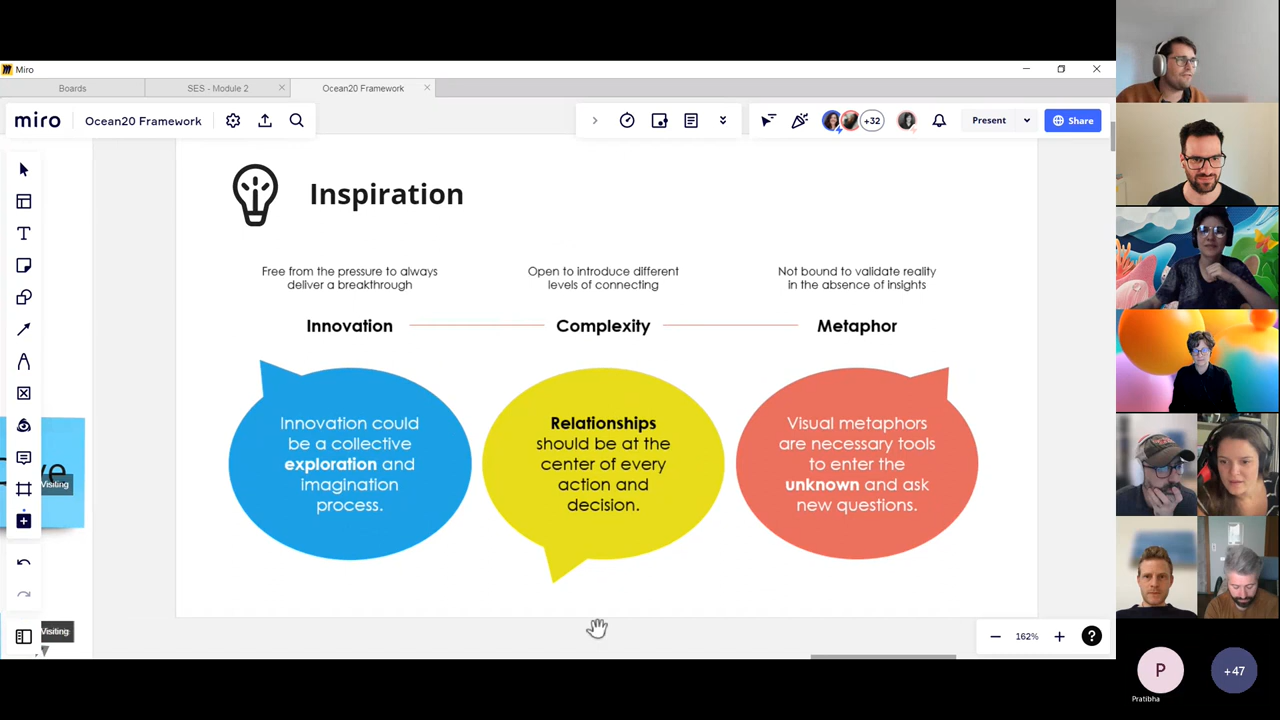 Miro
Boards
SES - Module 2
Ocean20 Framework
miro
Ocean20 Framework
+32
Present
Share
Inspiration
Free from the pressure to always
deliver a breakthrough
Open to introduce different
levels of connecting
Not bound to validate reality
in the absence of insights
Innovation
Complexity
Metaphor
Innovation could
be a collective
exploration and
imagination
process.
Relationships
should be at the
center of every
action and
decision.
Visual metaphors
are necessary tools
to enter the
unknown and ask
new questions.
Visiting
Visiting
162%
P
+47
Pratibha